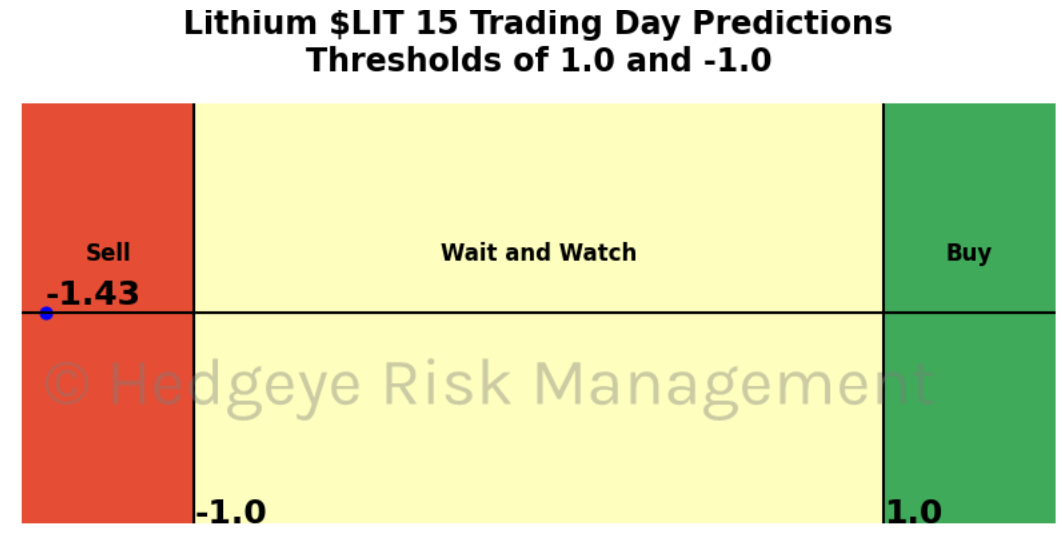 Lithium $LIT 15 Trading Day Predictions
Thresholds of 1.0 and -1.0
Sell
Wait and Watch
Buy
-1.43
© Hedgeye Risk Management
-1.0
1.0